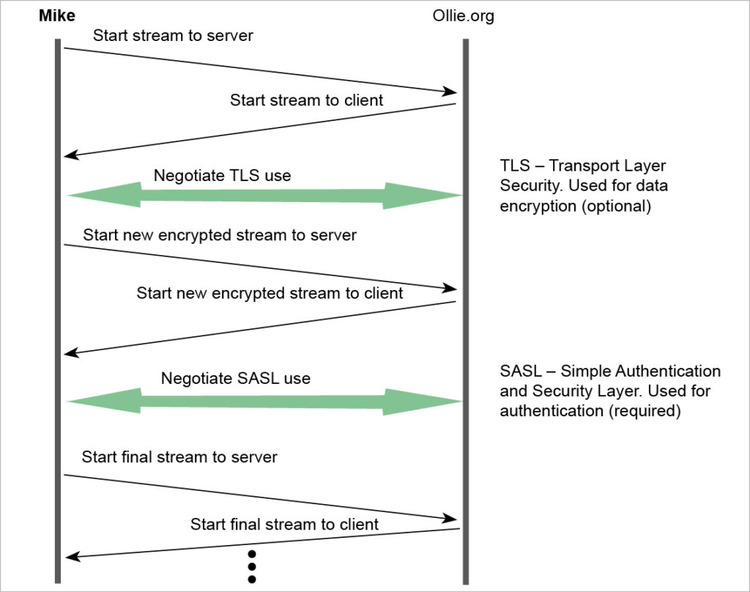 Mike
Ollie.org
Start stream to server
Start stream to client
Negotiate TLS use
TLS – Transport Layer
Security. Used for data
encryption (optional)
Start new encrypted stream to server
Start new encrypted stream to client
Negotiate SASL use
SASL – Simple Authentication
and Security Layer. Used for
authentication (required)
Start final stream to server
Start final stream to client